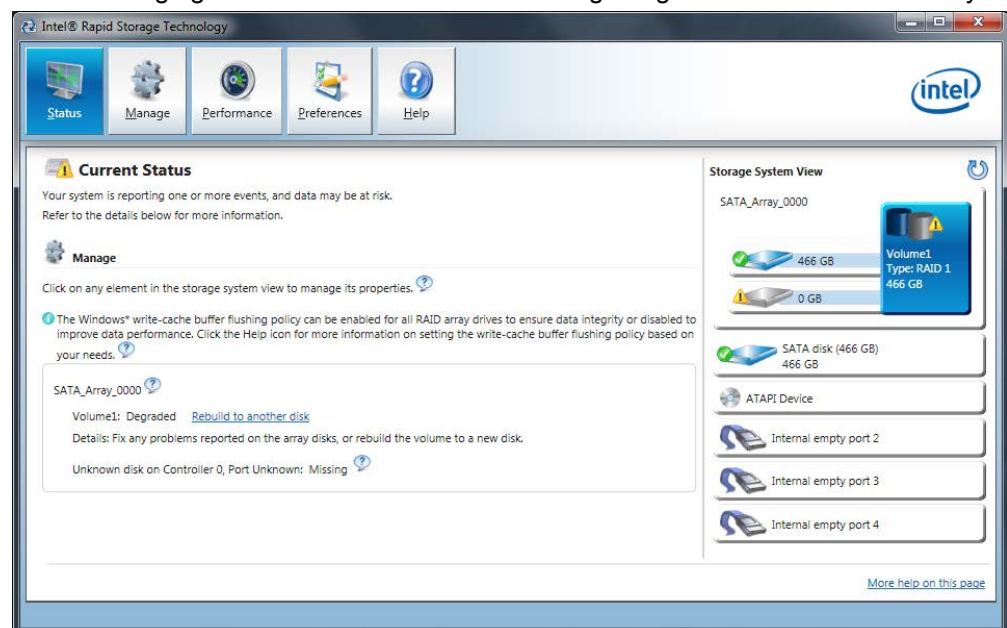 Intel® Rapid Storage Technology
Status
Manage
Performance
Preferences
Help
intel
Current Status
Your system is reporting one or more events, and data may be at risk.
Refer to the details below for more information.
Manage
Click on any element in the storage system view to manage its properties.
The Windows* write-cache buffer flushing policy can be enabled for all RAID array drives to ensure data integrity or disabled to
improve data performance. Click the Help icon for more information on setting the write-cache buffer flushing policy based on
your needs.
SATA_Array_0000
Volume1: Degraded Rebuild to another disk
Details: Fix any problems reported on the array disks, or rebuild the volume to a new disk.
Unknown disk on Controller 0, Port Unknown: Missing
Storage System View
SATA_Array_0000
466 GB
0 GB
Volume1
Type: RAID 1
466 GB
SATA disk (466 GB)
466 GB
ATAPI Device
Internal empty port 2
Internal empty port 3
Internal empty port 4
More help on this page